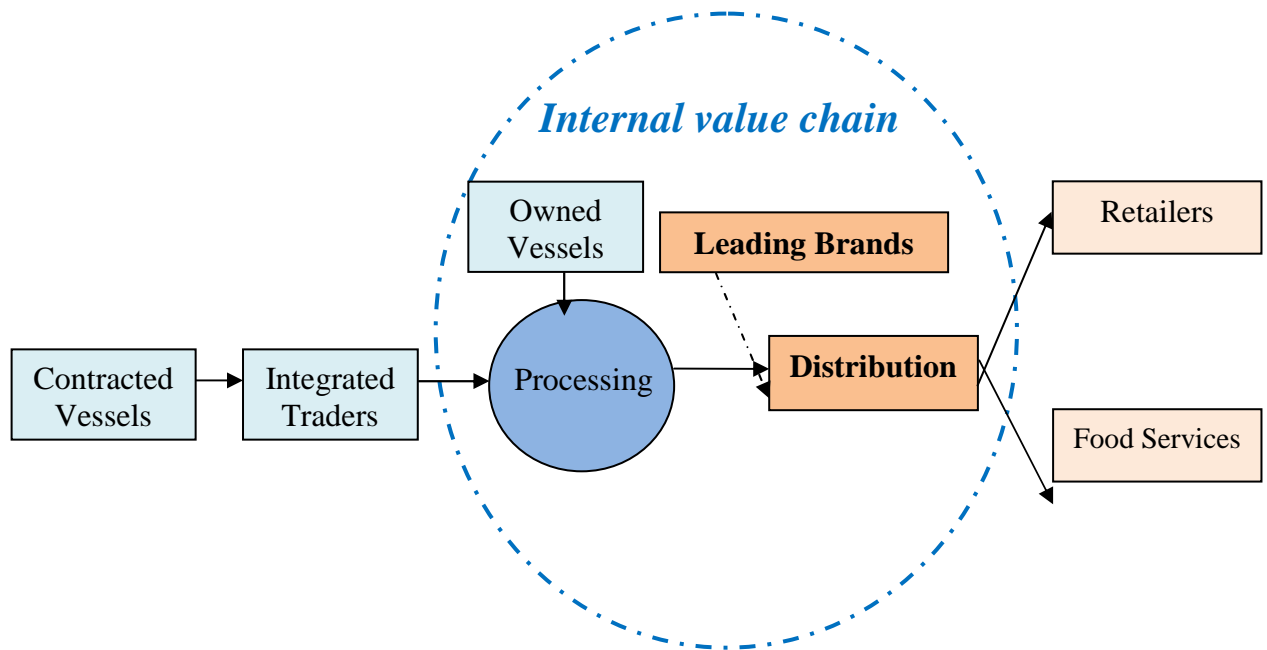 Internal value chain
Owned
Vessels
Leading Brands
Retailers
Contracted
Vessels
Integrated
Traders
Processing
Distribution
Food Services